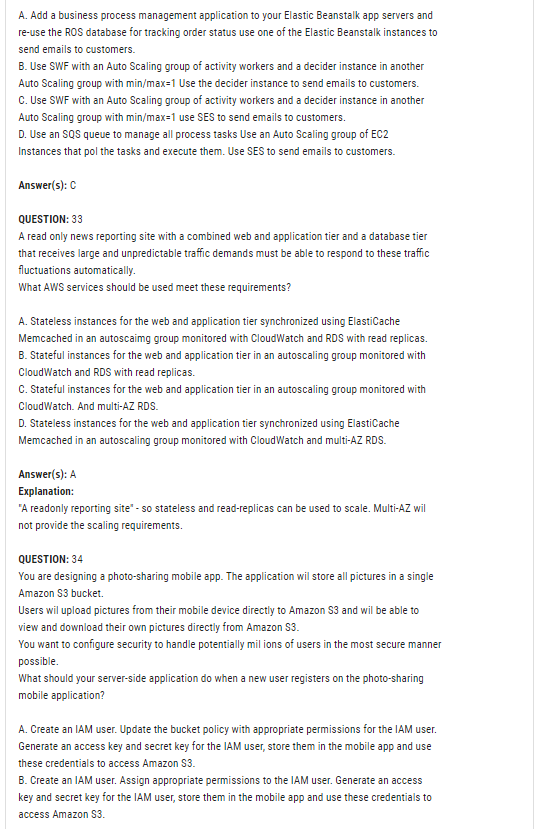 A. Add a business process management application to your Elastic Beanstalk app servers and
re-use the ROS database for tracking order status use one of the Elastic Beanstalk instances to
send emails to customers.
B. Use SWF with an Auto Scaling group of activity workers and a decider instance in another
Auto Scaling group with min/max=1 Use the decider instance to send emails to customers.
C. Use SWF with an Auto Scaling group of activity workers and a decider instance in another
Auto Scaling group with min/max=1 use SES to send emails to customers.
D. Use an SQS queue to manage all process tasks Use an Auto Scaling group of EC2
Instances that pol the tasks and execute them. Use SES to send emails to customers.
Answer(s): C
QUESTION: 33
A read only news reporting site with a combined web and application tier and a database tier
that receives large and unpredictable traffic demands must be able to respond to these traffic
fluctuations automatically.
What AWS services should be used meet these requirements?
A. Stateless instances for the web and application tier synchronized using ElastiCache
Memcached in an autoscaimg group monitored with CloudWatch and RDS with read replicas.
B. Stateful instances for the web and application tier in an autoscaling group monitored with
CloudWatch and RDS with read replicas.
C. Stateful instances for the web and application tier in an autoscaling group monitored with
CloudWatch. And multi-AZ RDS.
D. Stateless instances for the web and application tier synchronized using ElastiCache
Memcached in an autoscaling group monitored with CloudWatch and multi-AZ RDS.
Answer(s): A
Explanation:
"A readonly reporting site" - so stateless and read-replicas can be used to scale. Multi-AZ wil
not provide the scaling requirements.
QUESTION: 34
You are designing a photo-sharing mobile app. The application wil store all pictures in a single
Amazon S3 bucket.
Users wil upload pictures from their mobile device directly to Amazon S3 and wil be able to
view and download their own pictures directly from Amazon S3.
You want to configure security to handle potentially mil ions of users in the most secure manner
possible.
What should your server-side application do when a new user registers on the photo-sharing
mobile application?
A. Create an IAM user. Update the bucket policy with appropriate permissions for the IAM user.
Generate an access key and secret key for the IAM user, store them in the mobile app and use
these credentials to access Amazon S3.
B. Create an IAM user. Assign appropriate permissions to the IAM user. Generate an access
key and secret key for the IAM user, store them in the mobile app and use these credentials to
access Amazon S3.